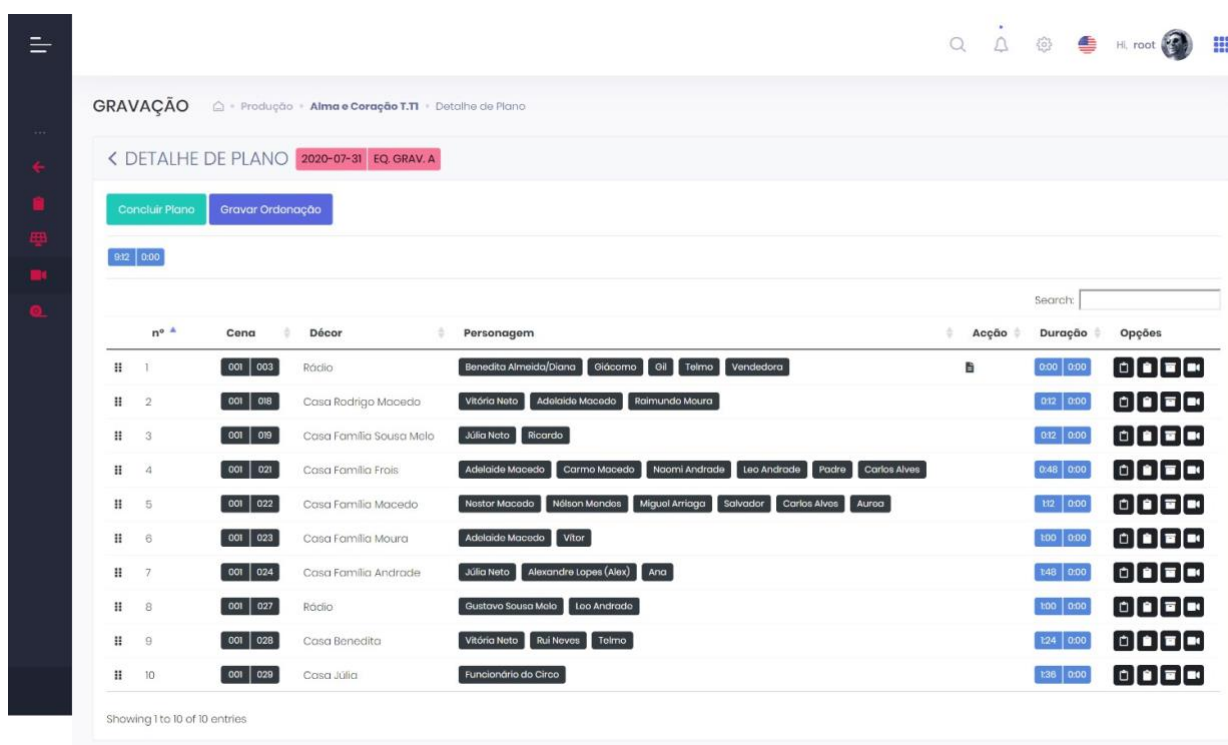 Hi, root
GRAVAÇÃO Produção Alma e Coração T.T1 Detalhe de Plano
...
DETALHE DE PLANO 2020-07-31 EQ. GRAV. A
Concluir Plano Gravar Ordenação
9:12 0:00
Search:
nº Cena Décor Personagem Acção Duração Opções
1 001 003 Rádio Benedita Almeida/Diana Giácomo Gil Telmo Vendedora 0:00 0:00
2 001 018 Casa Rodrigo Macedo Vitória Neto Adelaide Macedo Raimundo Moura 0:12 0:00
3 001 019 Casa Família Sousa Melo Júlia Neto Ricardo 0:12 0:00
4 001 021 Casa Família Frois Adelaide Macedo Carmo Macedo Naomi Andrade Leo Andrade Padre Carlos Alves 0:48 0:00
5 001 022 Casa Família Macedo Nestor Macedo Nélson Mendes Miguel Arriaga Salvador Carlos Alves Aurea 1:12 0:00
6 001 023 Casa Família Moura Adelaide Macedo Vítor 1:00 0:00
7 001 024 Casa Família Andrade Júlia Neto Alexandre Lopes (Alex) Ana 1:48 0:00
8 001 027 Rádio Gustavo Sousa Melo Leo Andrade 1:00 0:00
9 001 028 Casa Benedita Vitória Neto Rui Neves Telmo 1:24 0:00
10 001 029 Casa Júlia Funcionário do Circo 1:36 0:00
Showing 1 to 10 of 10 entries